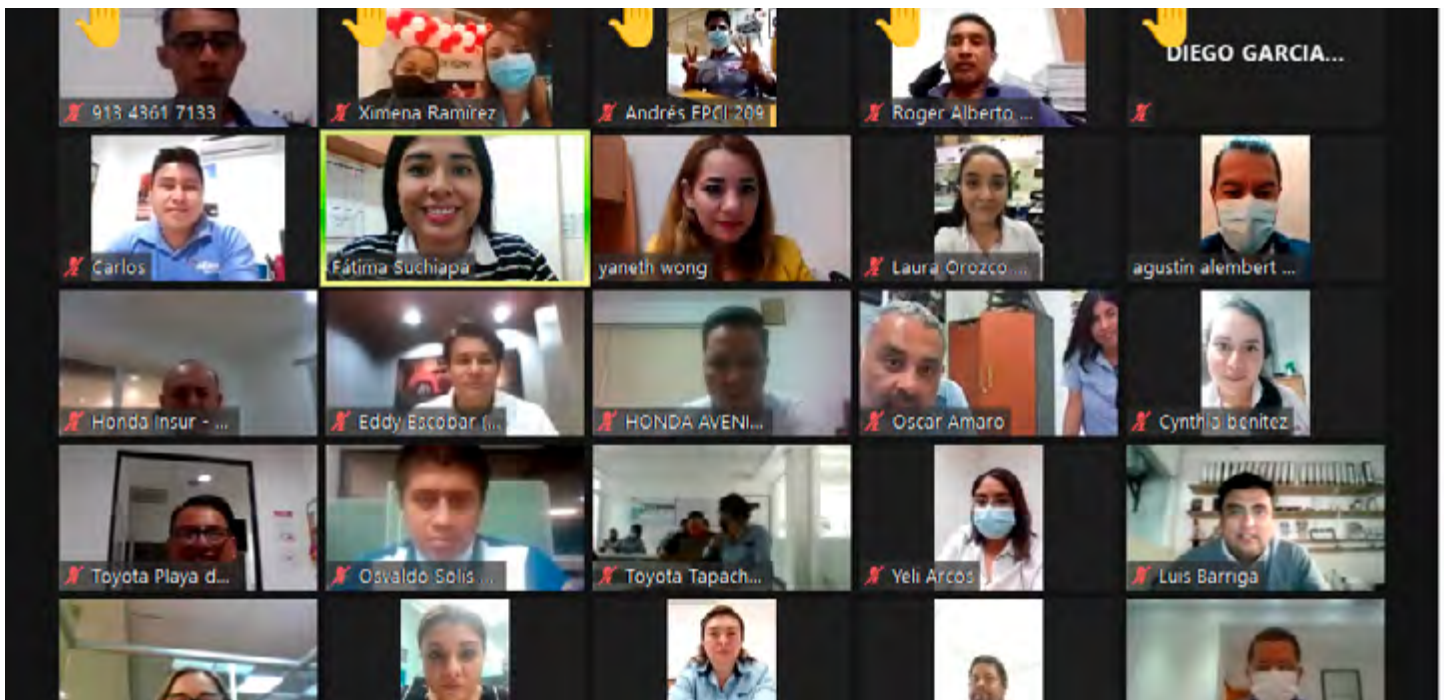 DIEGO GARCIA...
913 4361 7133
Ximena Ramírez
Andrés EPCI 209
Roger Alberto ...
Carlos
Fátima Suchiapa
yaneth wong
Laura Orozco ...
agustin alembert ...
Honda Insur - ...
Eddy Escobar (...
HONDA AVENI...
Oscar Amaro
Cynthia benitez
Toyota Playa d...
Osvaldo Solis ...
Toyota Tapach...
Yeli Arcos
Luis Barriga